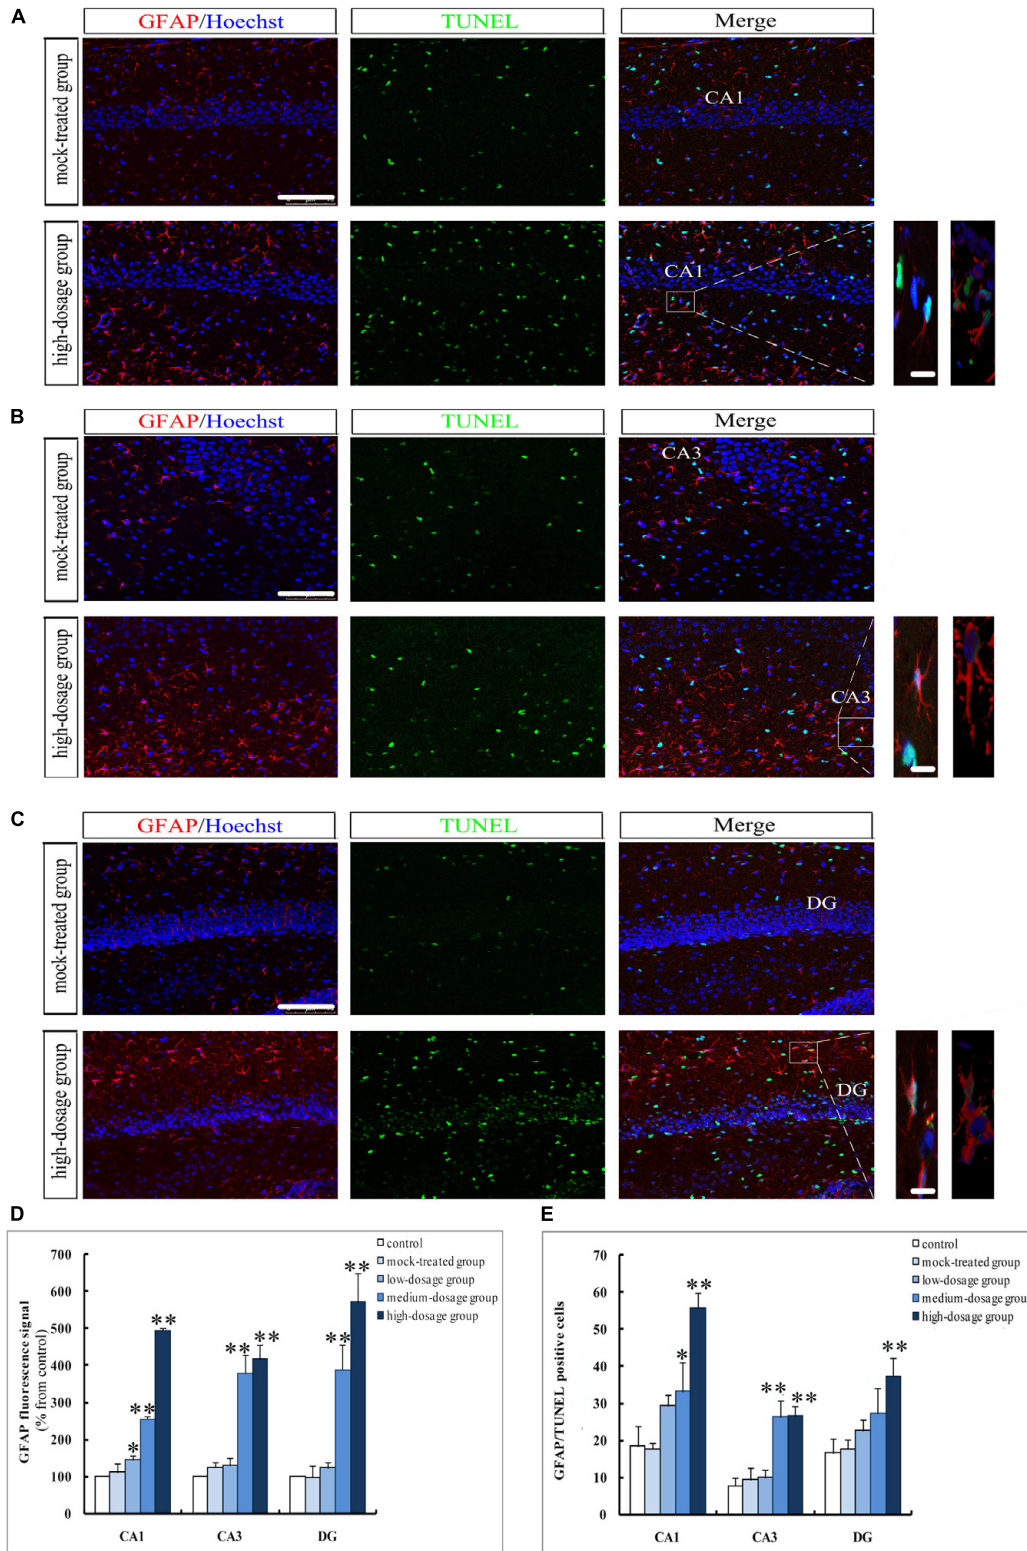 A
GFAP/Hoechst
TUNEL
Merge
mock-treated group
CA1
high-dosage group
CA1
B
GFAP/Hoechst
TUNEL
Merge
mock-treated group
CA3
high-dosage group
CA3
C
GFAP/Hoechst
TUNEL
Merge
mock-treated group
DG
high-dosage group
DG
D
GFAP fluorescence signal
(% from control)
700
600
500
400
300
200
100
0
*
**
**
**
**
**
**
CA1
CA3
DG
control
mock-treated group
low-dosage group
medium-dosage group
high-dosage group
E
GFAP/TUNEL positive cells
70
60
50
40
30
20
10
0
*
**
**
**
**
CA1
CA3
DG
control
mock-treated group
low-dosage group
medium-dosage grou
high-dosage group